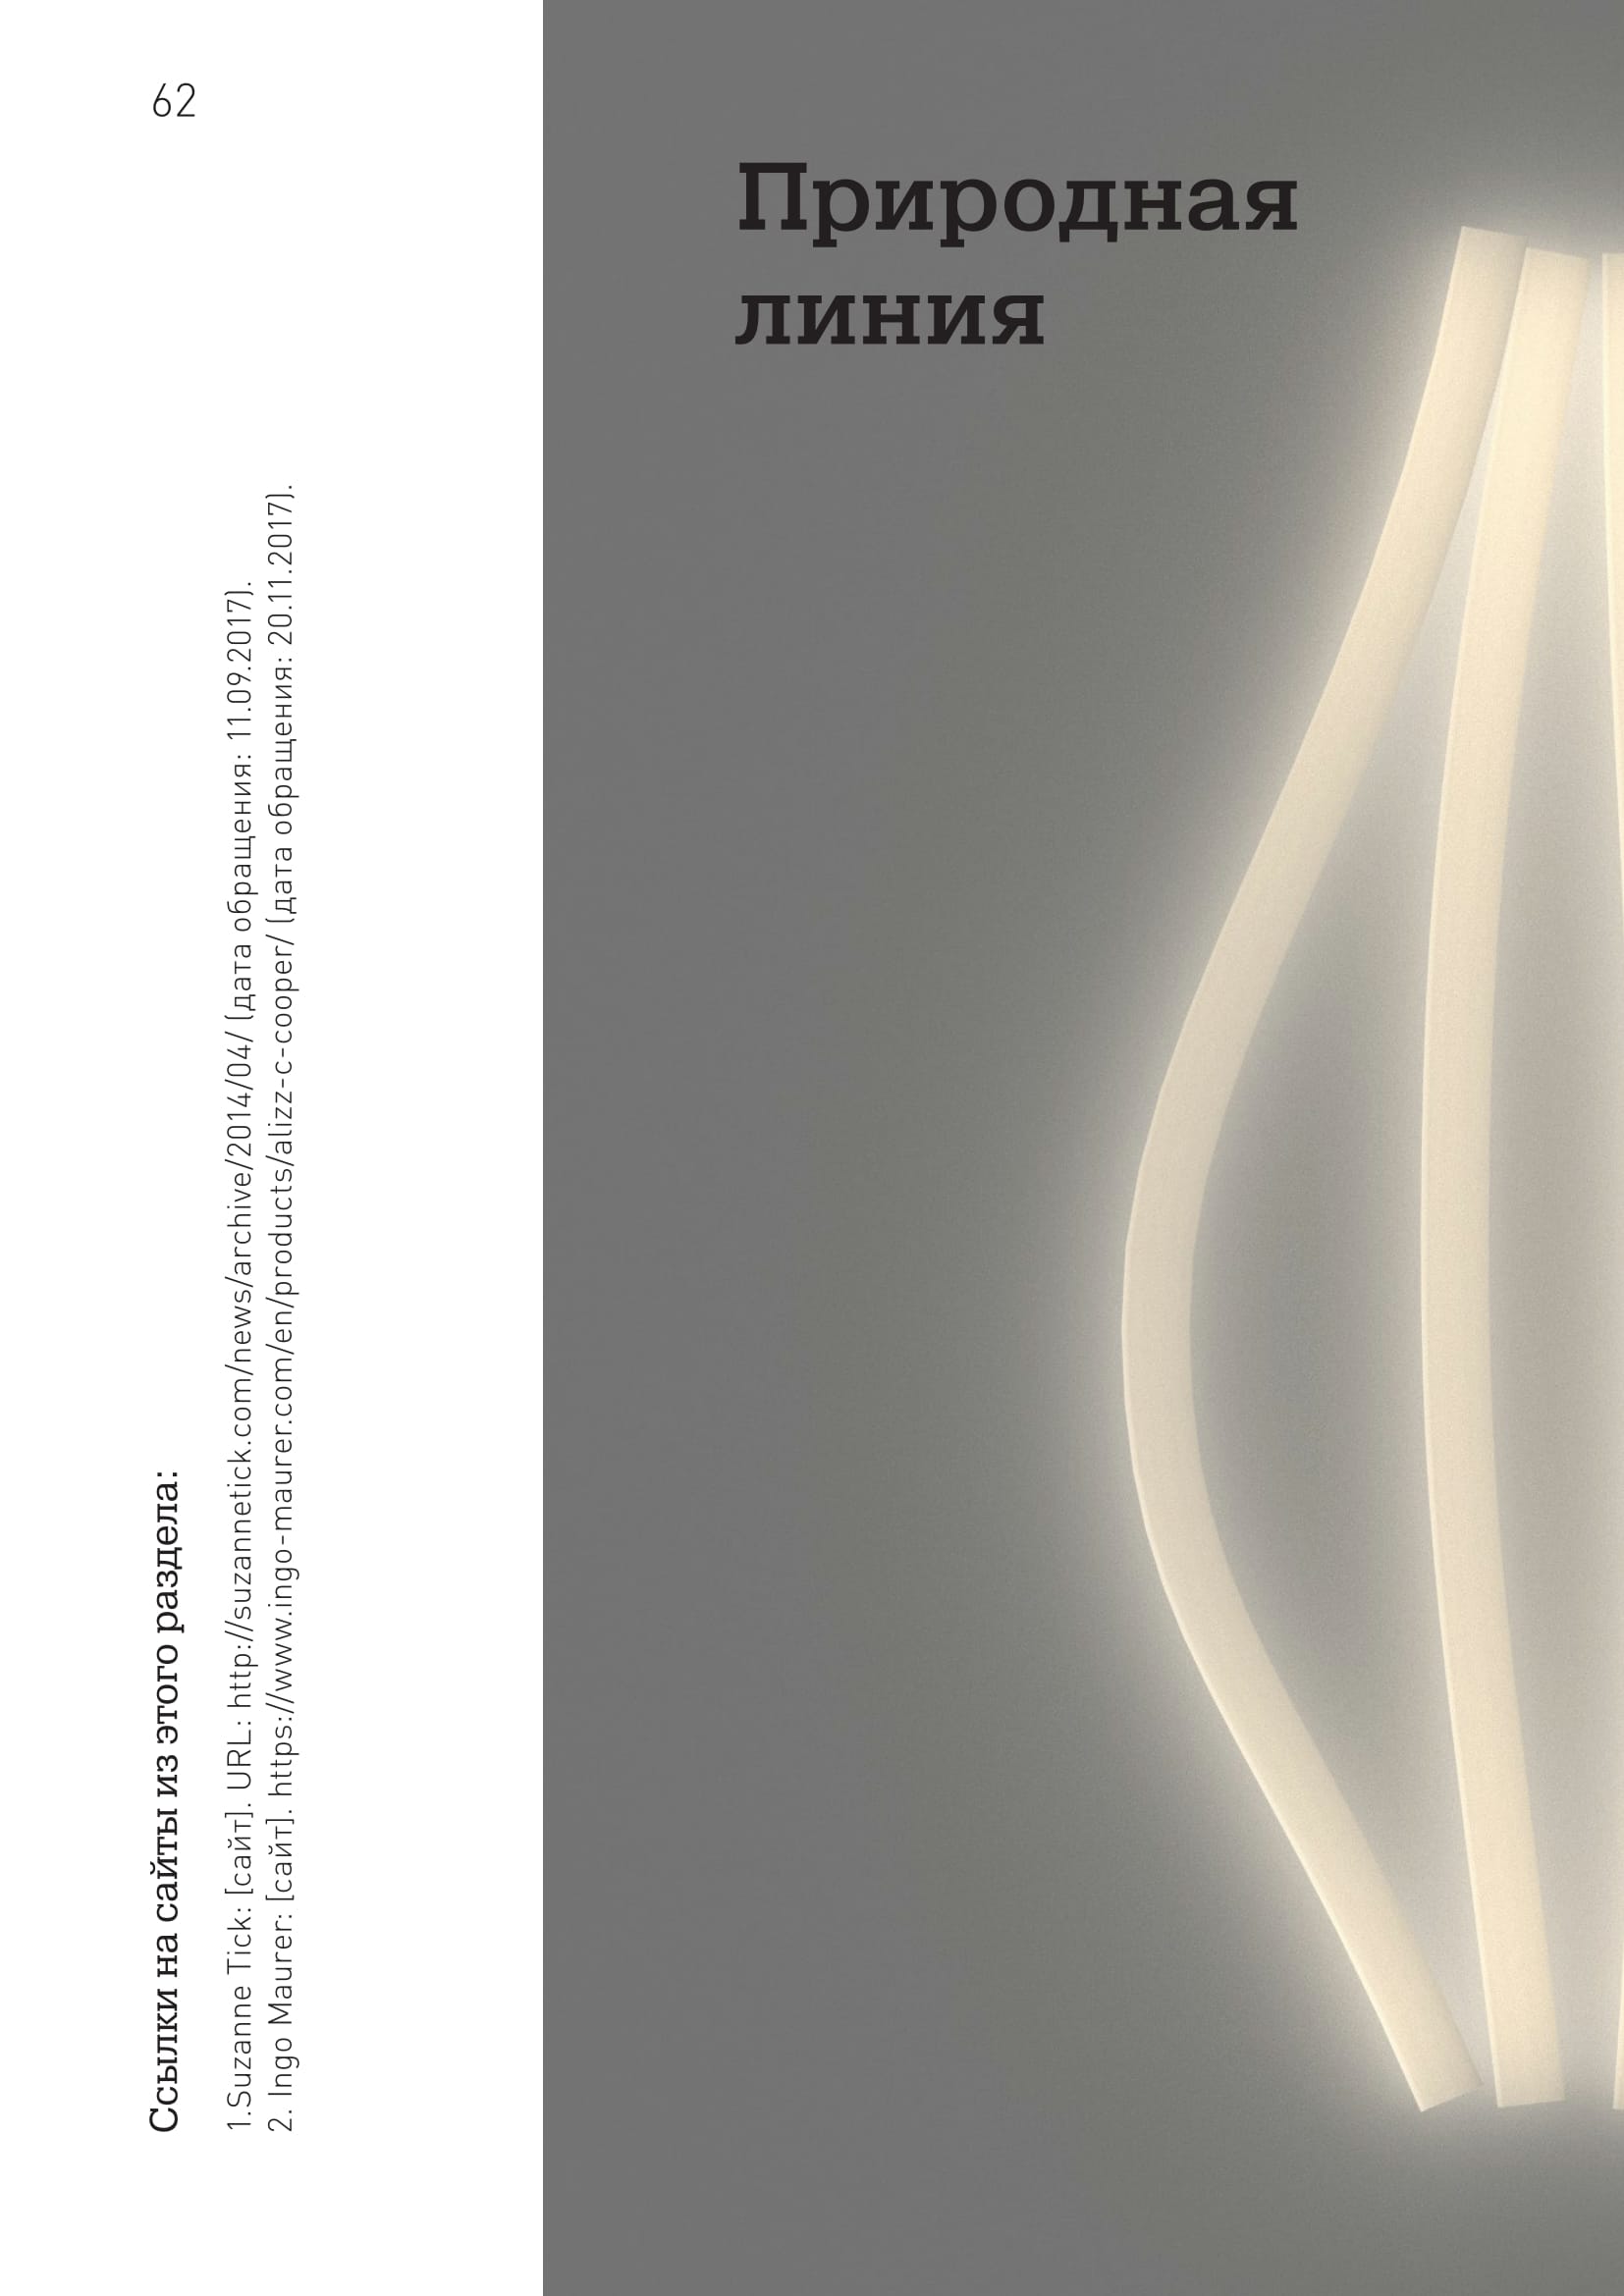 62
Природная
линия
Ссылки на сайты из этого раздела:
1.Suzanne Tick: [сайт]. URL: http://suzannetick.com/news/archive/2014/04/ (дата обращения: 11.09.2017).
2. Ingo Maurer: [сайт]. https://www.ingo-maurer.com/en/products/alizz-c-cooper/ (дата обращения: 20.11.2017).